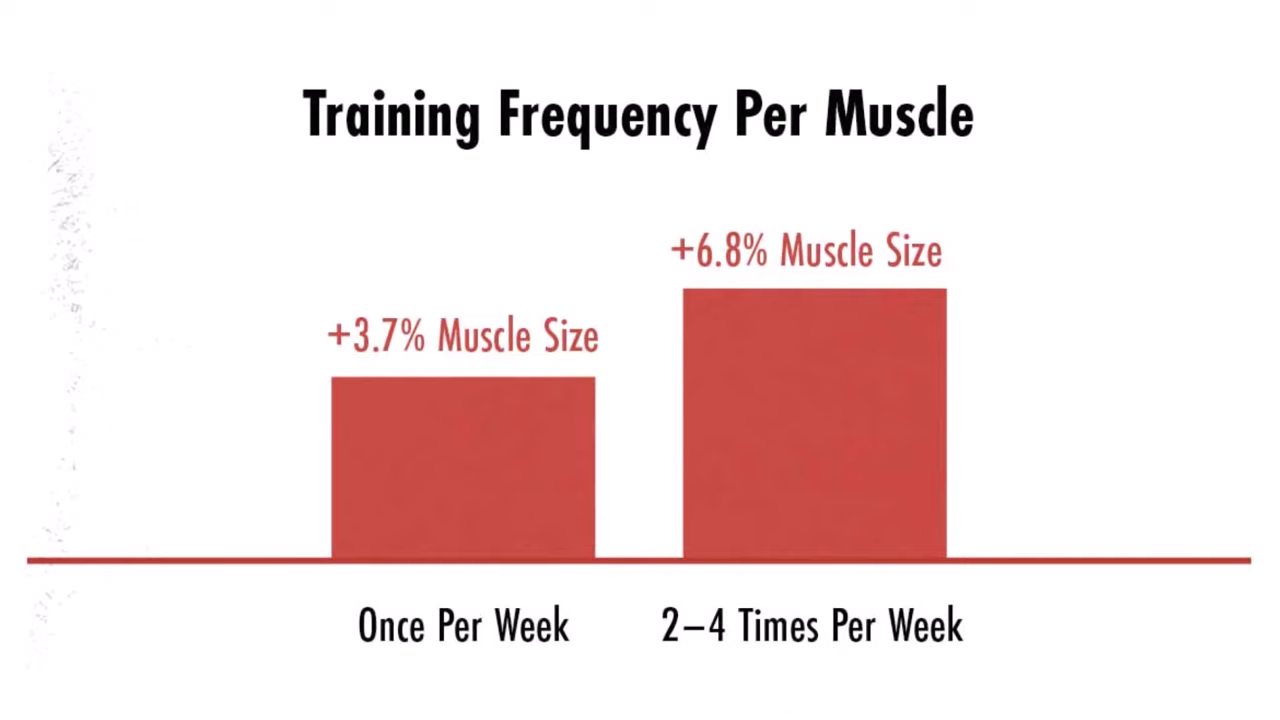 Training Frequency Per Muscle
+6.8% Muscle Size
+3.7% Muscle Size
Once Per Week
2–4 Times Per Week